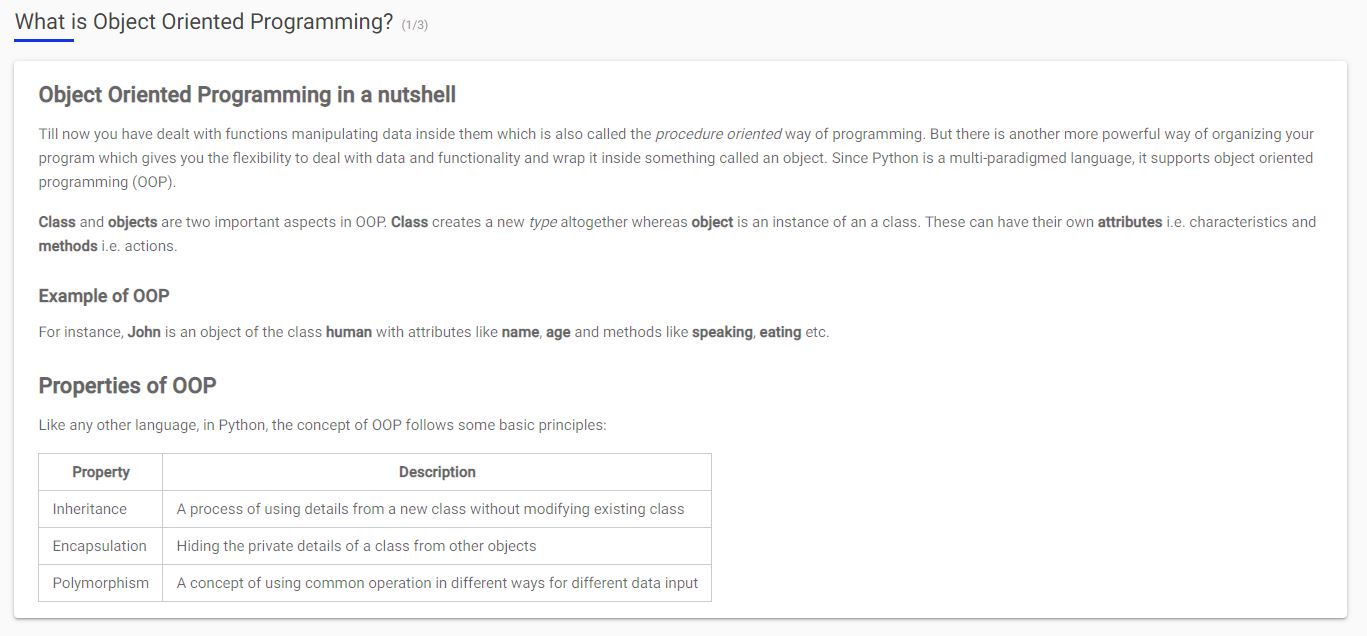 What is Object Oriented Programming? (1/3)
Object Oriented Programming in a nutshell
Till now you have dealt with functions manipulating data inside them which is also called the procedure oriented way of programming. But there is another more powerful way of organizing your
program which gives you the flexibility to deal with data and functionality and wrap it inside something called an object. Since Python is a multi-paradigmed language, it supports object oriented
programming (OOP).
Class and objects are two important aspects in OOP. Class creates a new type altogether whereas object is an instance of an a class. These can have their own attributes i.e. characteristics and
methods i.e. actions.
Example of OOP
For instance, John is an object of the class human with attributes like name, age and methods like speaking, eating etc.
Properties of OOP
Like any other language, in Python, the concept of OOP follows some basic principles:
Property Description
Inheritance A process of using details from a new class without modifying existing class
Encapsulation Hiding the private details of a class from other objects
Polymorphism A concept of using common operation in different ways for different data input